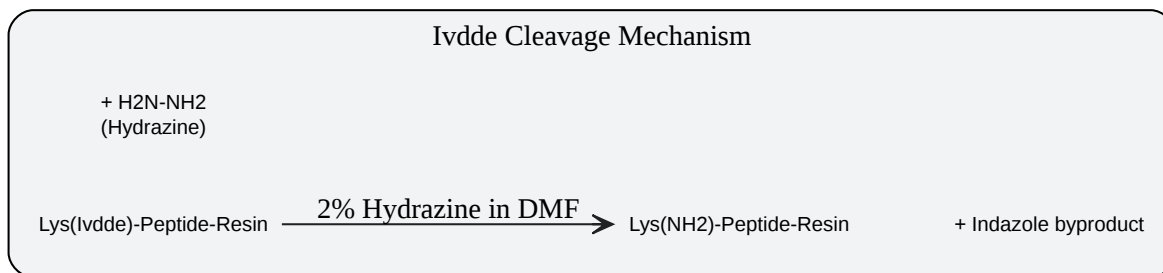 Ivdde Cleavage Mechanism
+ H2N-NH2
(Hydrazine)
Lys(Ivdde)-Peptide-Resin
2% Hydrazine in DMF
Lys(NH2)-Peptide-Resin
+ Indazole byproduct